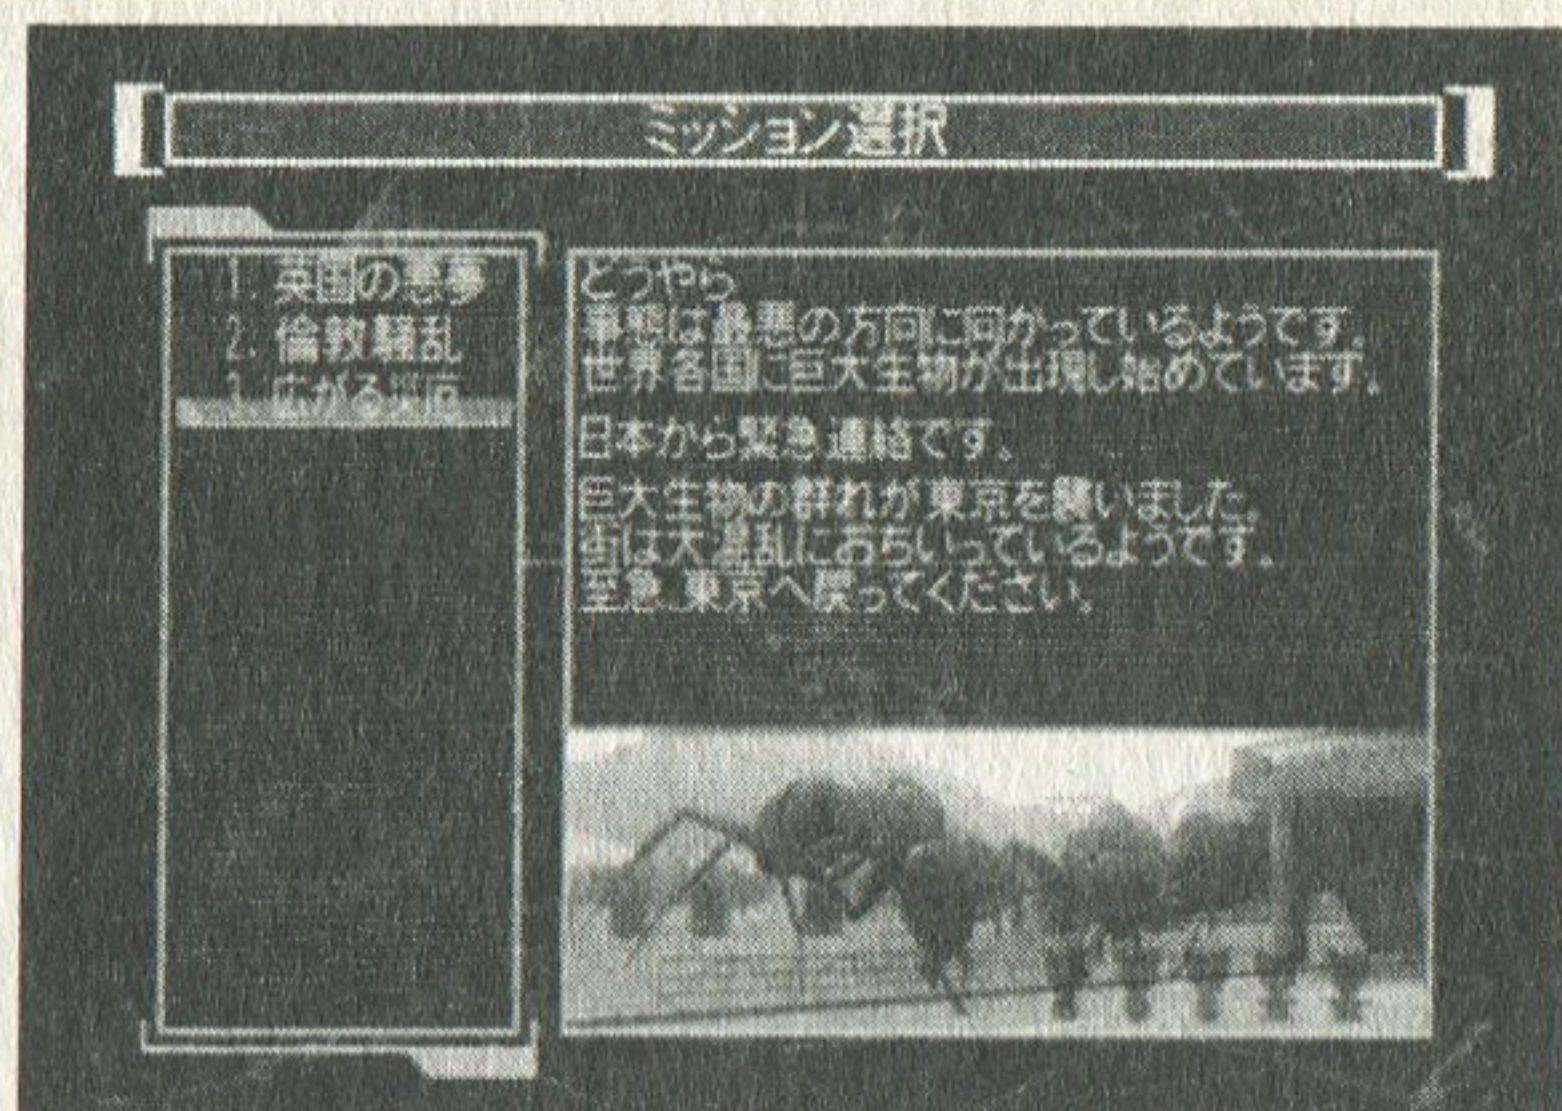 ミッション選択
1. 英国の悪夢
2. 倫敦騒乱
3. 広がる災厄
どうやら
事態は最悪の方向に向かっているようです。
世界各国に巨大生物が出現し始めています。
日本から緊急連絡です。
巨大生物の群れが東京を襲いました。
街は大混乱におちいっているようです。
至急、東京へ戻ってください。